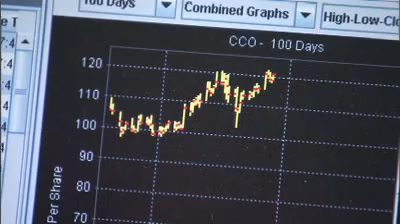 100 Days
Combined Graphs
High-Low-Clo
e T
CCO - 100 Days
120
110
100
90
80
70
Per Share